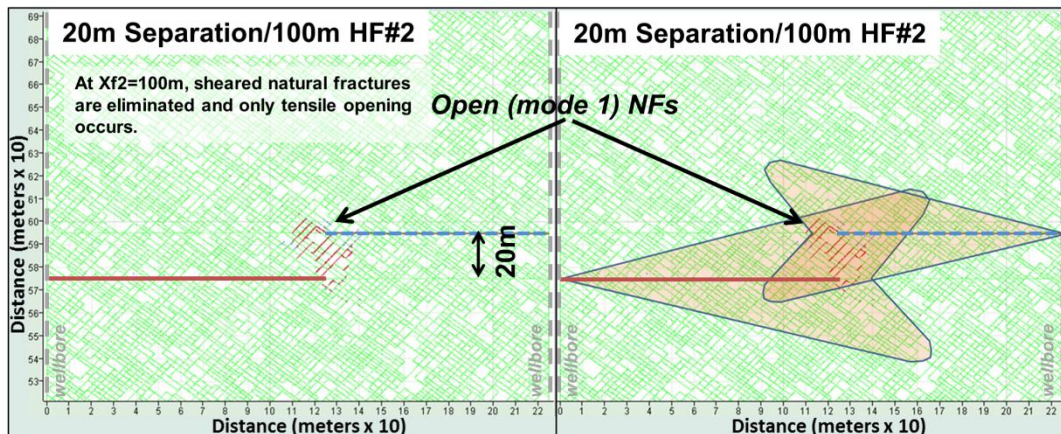 20m Separation/100m HF#2
At Xf2=100m, sheared natural fractures
are eliminated and only tensile opening
occurs.
Open (mode 1) NFs
20m Separation/100m HF#2
Distance (meters x 10)
69
68
67
66
65
64
63
62
61
60
59
58
57
56
55
54
53
20m
wellbore
wellbore
wellbore
wellbore
0 1 2 3 4 5 6 7 8 9 10 11 12 13 14 15 16 17 18 19 20 21 22
0 1 2 3 4 5 6 7 8 9 10 11 12 13 14 15 16 17 18 19 20 21 22
Distance (meters x 10)
Distance (meters x 10)